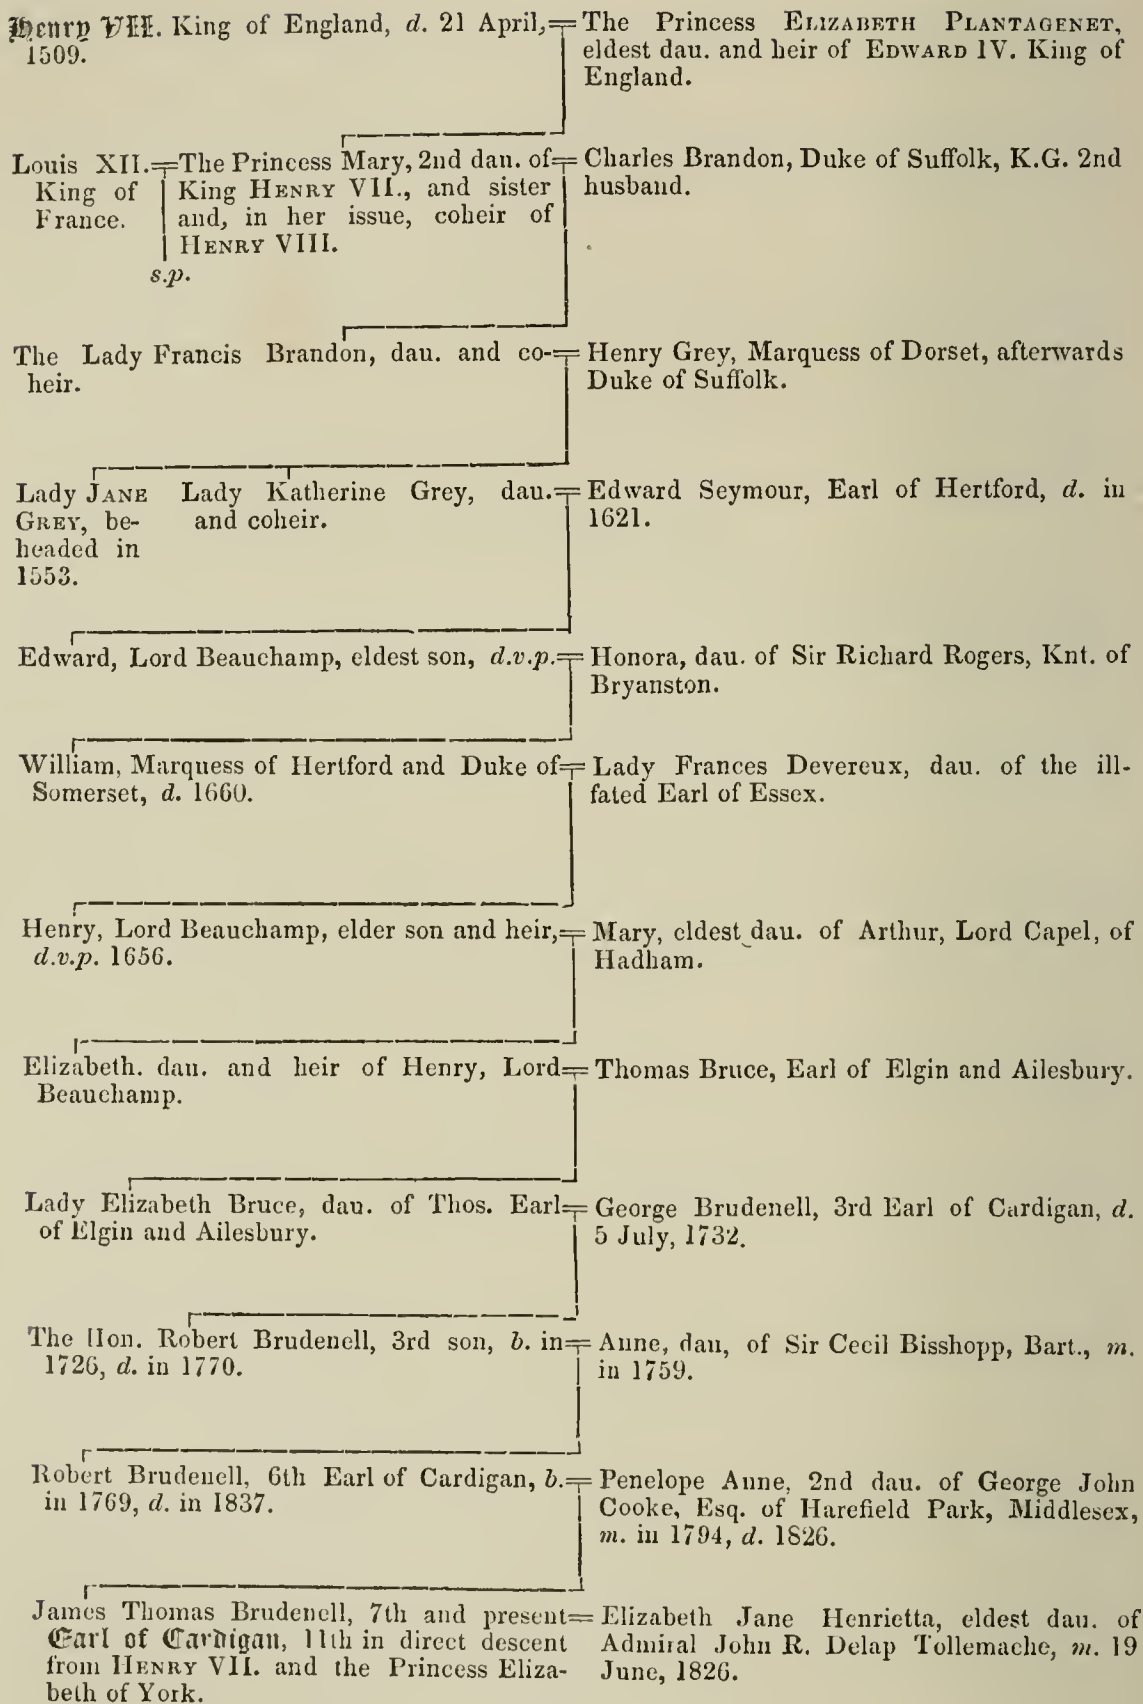 Henry VII. King of England, d. 21 April,
1509.
The Princess ELIZABETH PLANTAGENET,
eldest dau. and heir of EDWARD IV. King of
England.
Louis XII.
King of
France.
The Princess Mary, 2nd dau. of
King HENRY VII., and sister
and, in her issue, coheir of
HENRY VIII.
s.p.
Charles Brandon, Duke of Suffolk, K.G. 2nd
husband.
The Lady Francis Brandon, dau. and co-
heir.
Henry Grey, Marquess of Dorset, afterwards
Duke of Suffolk.
Lady JANE
GREY, be-
headed in
1553.
Lady Katherine Grey, dau.
and coheir.
Edward Seymour, Earl of Hertford, d. in
1621.
Edward, Lord Beauchamp, eldest son, d.v.p.
Honora, dau. of Sir Richard Rogers, Knt. of
Bryanston.
William, Marquess of Hertford and Duke of
Somerset, d. 1660.
Lady Frances Devereux, dau. of the ill-
fated Earl of Essex.
Henry, Lord Beauchamp, elder son and heir,
d.v.p. 1656.
Mary, eldest dau. of Arthur, Lord Capel, of
Hadham.
Elizabeth. dau. and heir of Henry, Lord
Beauchamp.
Thomas Bruce, Earl of Elgin and Ailesbury.
Lady Elizabeth Bruce, dau. of Thos. Earl
of Elgin and Ailesbury.
George Brudenell, 3rd Earl of Cardigan, d.
5 July, 1732.
The Hon. Robert Brudenell, 3rd son, b. in
1726, d. in 1770.
Anne, dau, of Sir Cecil Bisshopp, Bart., m.
in 1759.
Robert Brudenell, 6th Earl of Cardigan, b.
in 1769, d. in 1837.
Penelope Anne, 2nd dau. of George John
Cooke, Esq. of Harefield Park, Middlesex,
m. in 1794, d. 1826.
James Thomas Brudenell, 7th and present
Earl of Cardigan, 11th in direct descent
from HENRY VII. and the Princess Eliza-
beth of York.
Elizabeth Jane Henrietta, eldest dau. of
Admiral John R. Delap Tollemache, m. 19
June, 1826.